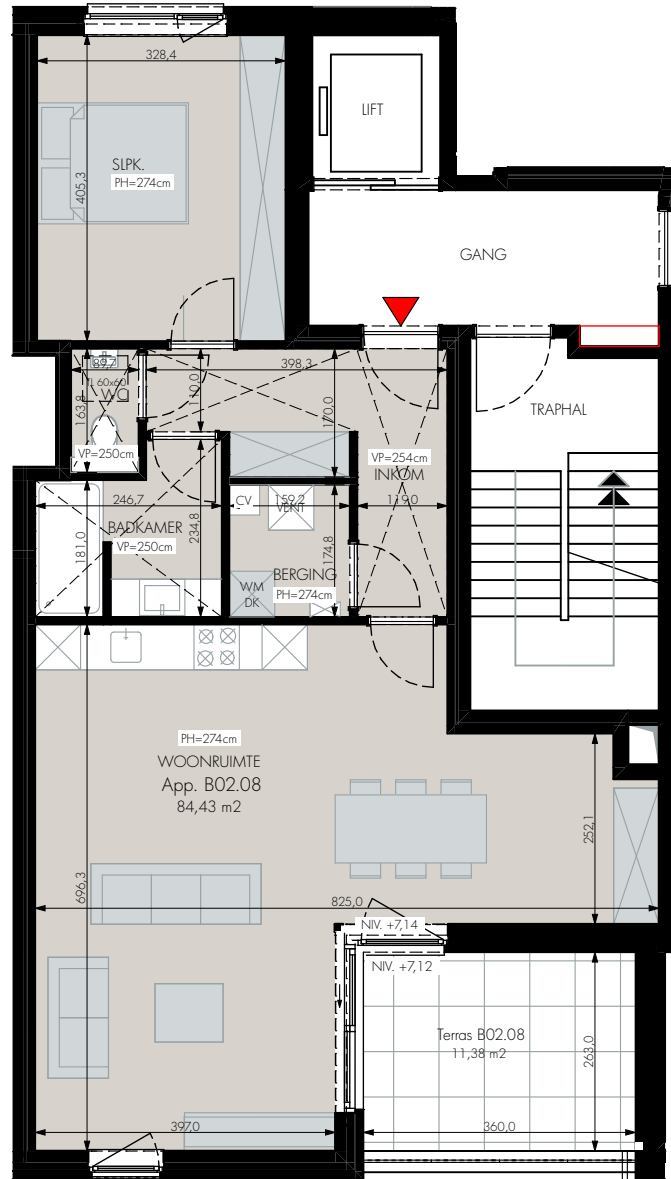 328,4
LIFT
SLPK.
PH=274cm
405,3
GANG
89,7
398,3
TL 60x60
WC
110,0
163,8
170,0
TRAPHAL
VP=250cm
VP=254cm
INKOM
119,0
246,7
CV
159,2
VENT
BADKAMER
VP=250cm
234,8
181,0
174,8
BERGING
PH=274cm
WM
DK
PH=274cm
WOONRUIMTE
App. B02.08
84,43 m2
252,1
696,3
825,0
NIV. +7,14
NIV. +7,12
Terras B02.08
11,38 m2
263,0
397,0
360,0